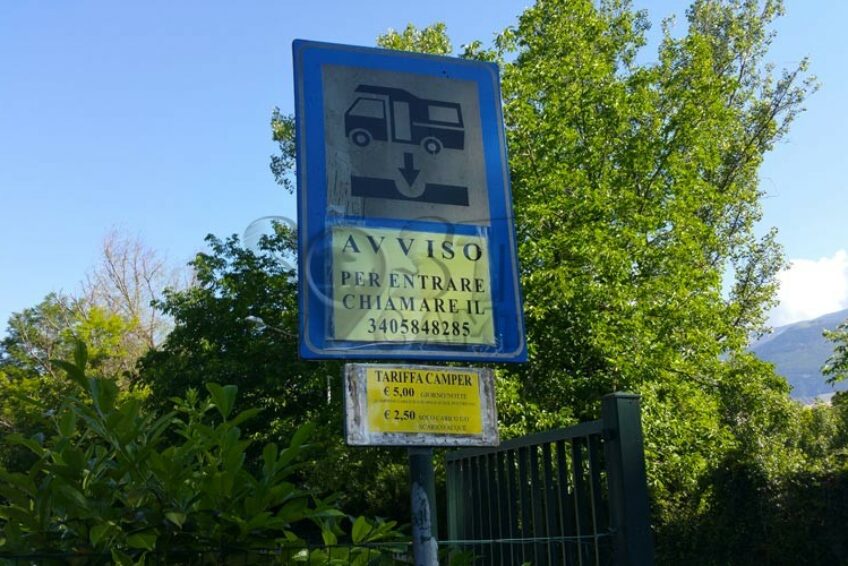 AVVISO
PER ENTRARE
CHIAMARE IL
3405848285
TARIFFA CAMPER
€ 5,00 GIORNO/NOTTE
€ 2,50 SOLO CARICO E/O
SCARICO ACQUE